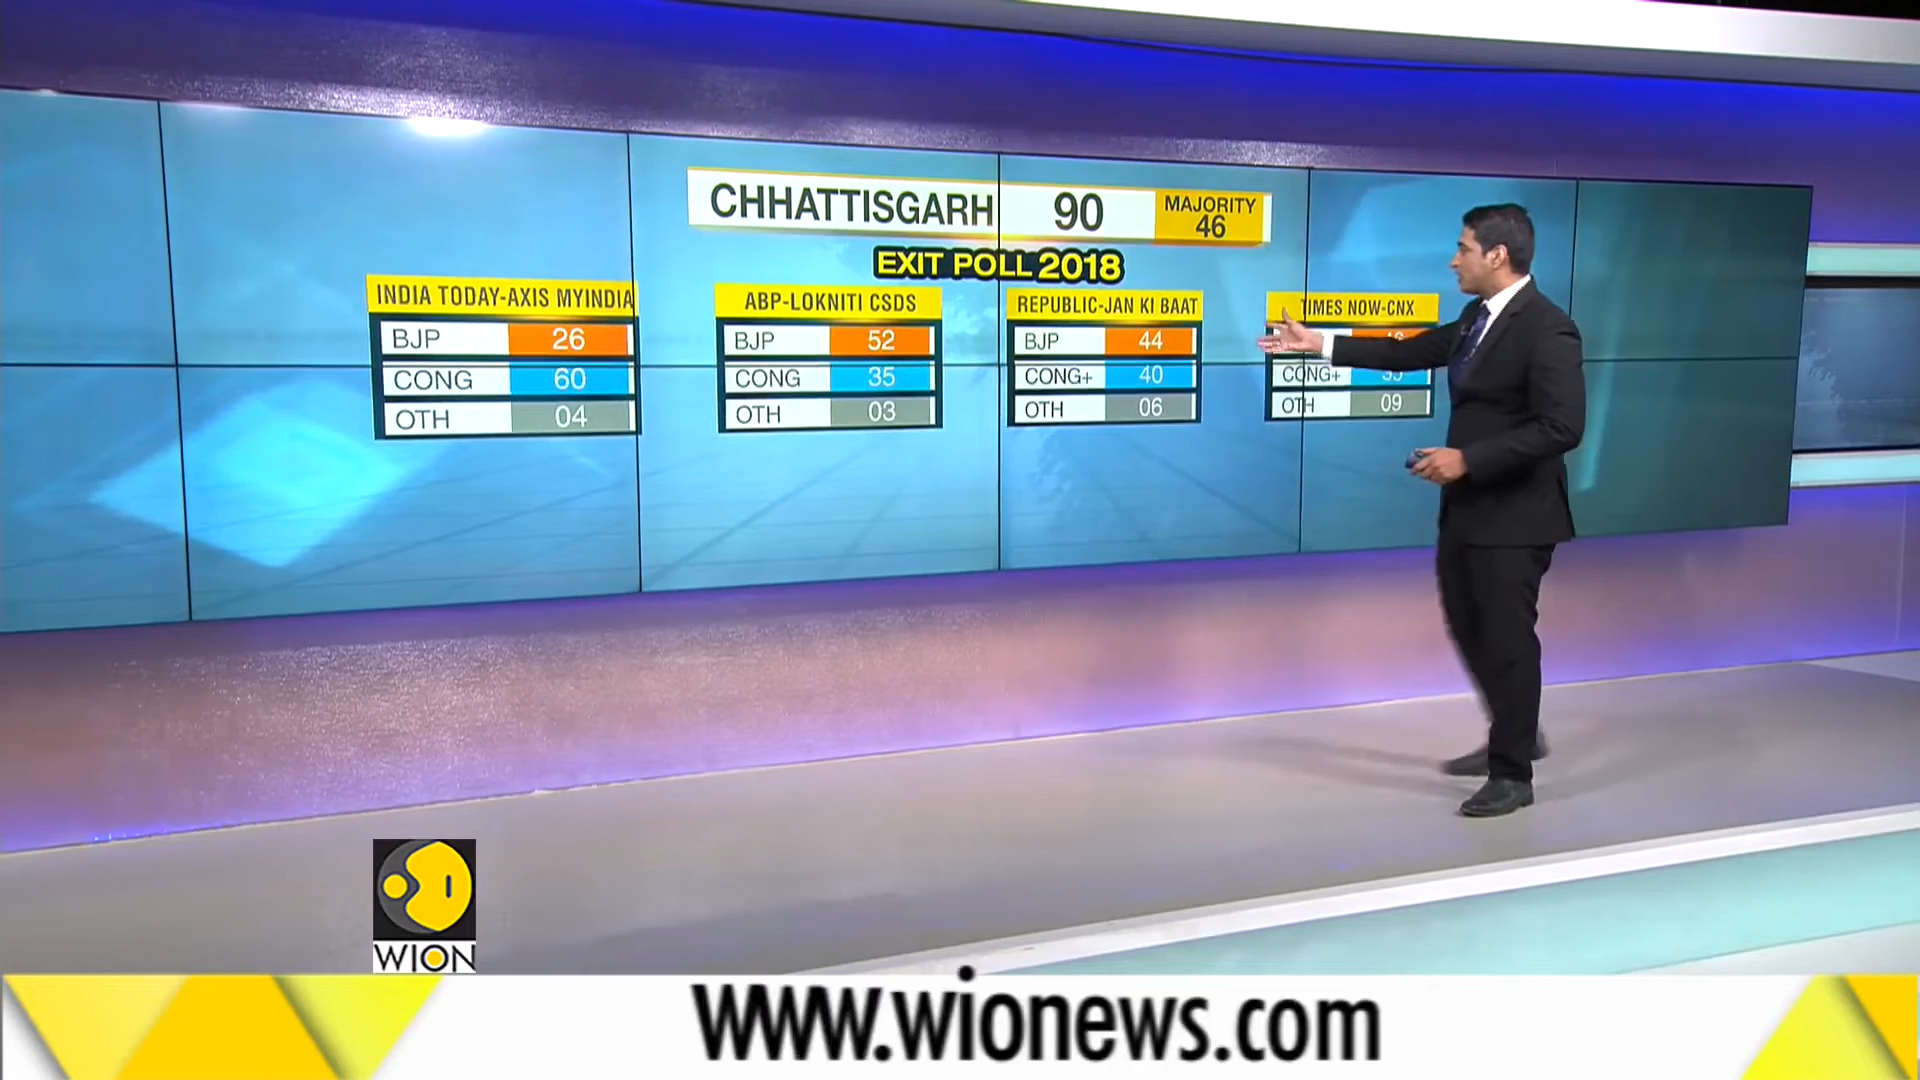 CHHATTISGARH 90 MAJORITY 46
EXIT POLL 2018
INDIA TODAY-AXIS MYINDIA
BJP 26
CONG 60
OTH 04
ABP-LOKNITI CSDS
BJP 52
CONG 35
OTH 03
REPUBLIC-JAN KI BAAT
BJP 44
CONG+ 40
OTH 06
TIMES NOW-CNX
CONG+
OTH 09
WION
www.wionews.com